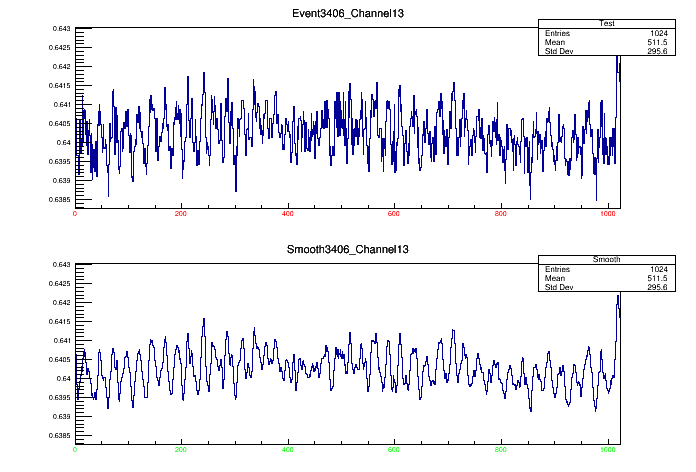 Event3406_Channel13
Test
Entries 1024
Mean 511.5
Std Dev 295.6
0.643
0.6425
0.642
0.6415
0.641
0.6405
0.64
0.6395
0.639
0.6385
0 200 400 600 800 1000
Smooth3406_Channel13
Smooth
Entries 1024
Mean 511.5
Std Dev 295.6
0.643
0.6425
0.642
0.6415
0.641
0.6405
0.64
0.6395
0.639
0.6385
0 200 400 600 800 1000